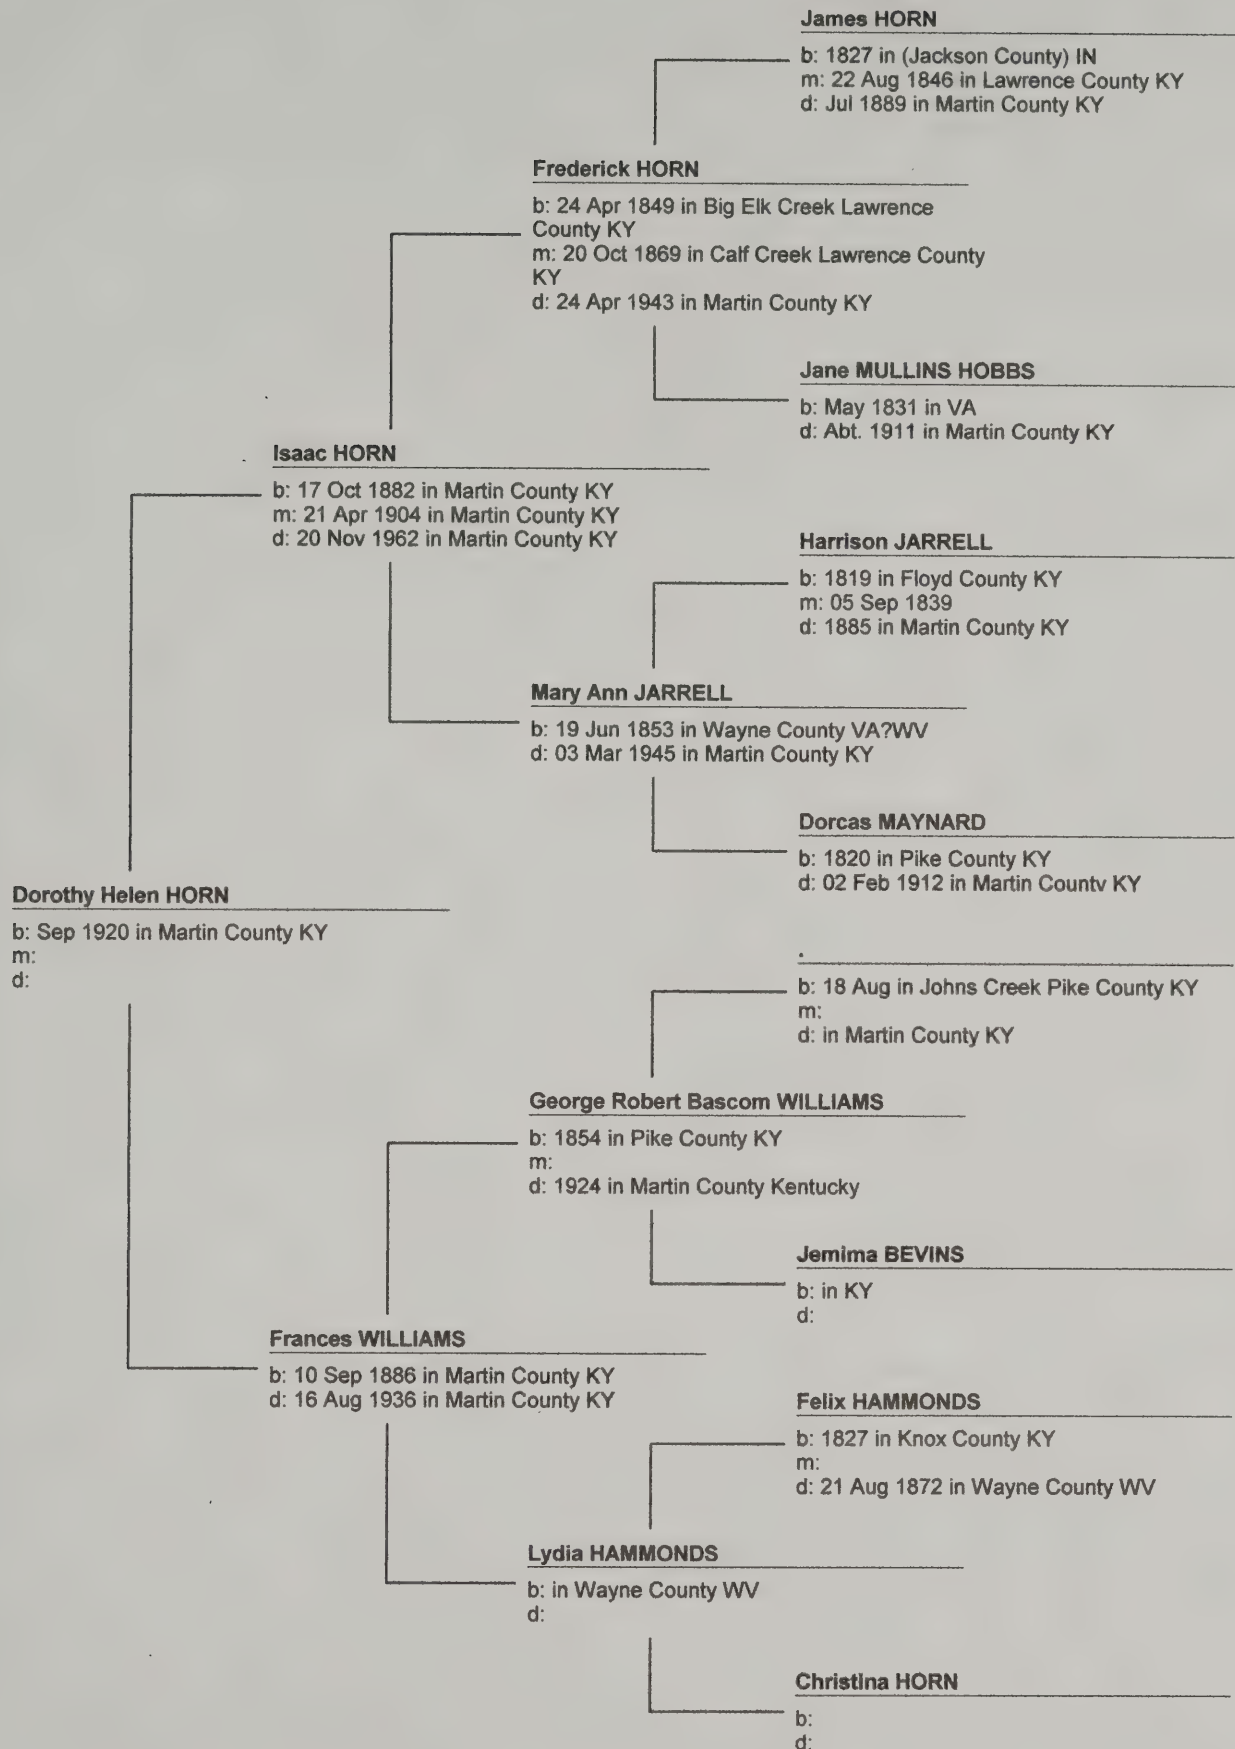 James HORN
b: 1827 in (Jackson County) IN
m: 22 Aug 1846 in Lawrence County KY
d: Jul 1889 in Martin County KY
Frederick HORN
b: 24 Apr 1849 in Big Elk Creek Lawrence
County KY
m: 20 Oct 1869 in Calf Creek Lawrence County
KY
d: 24 Apr 1943 in Martin County KY
Jane MULLINS HOBBS
b: May 1831 in VA
d: Abt. 1911 in Martin County KY
Isaac HORN
b: 17 Oct 1882 in Martin County KY
m: 21 Apr 1904 in Martin County KY
d: 20 Nov 1962 in Martin County KY
Harrison JARRELL
b: 1819 in Floyd County KY
m: 05 Sep 1839
d: 1885 in Martin County KY
Mary Ann JARRELL
b: 19 Jun 1853 in Wayne County VA?WV
d: 03 Mar 1945 in Martin County KY
Dorcas MAYNARD
b: 1820 in Pike County KY
d: 02 Feb 1912 in Martin County KY
Dorothy Helen HORN
b: Sep 1920 in Martin County KY
m:
d:
.
b: 18 Aug in Johns Creek Pike County KY
m:
d: in Martin County KY
George Robert Bascom WILLIAMS
b: 1854 in Pike County KY
m:
d: 1924 in Martin County Kentucky
Jemima BEVINS
b: in KY
d:
Frances WILLIAMS
b: 10 Sep 1886 in Martin County KY
d: 16 Aug 1936 in Martin County KY
Felix HAMMONDS
b: 1827 in Knox County KY
m:
d: 21 Aug 1872 in Wayne County WV
Lydia HAMMONDS
b: in Wayne County WV
d:
Christina HORN
b:
d: